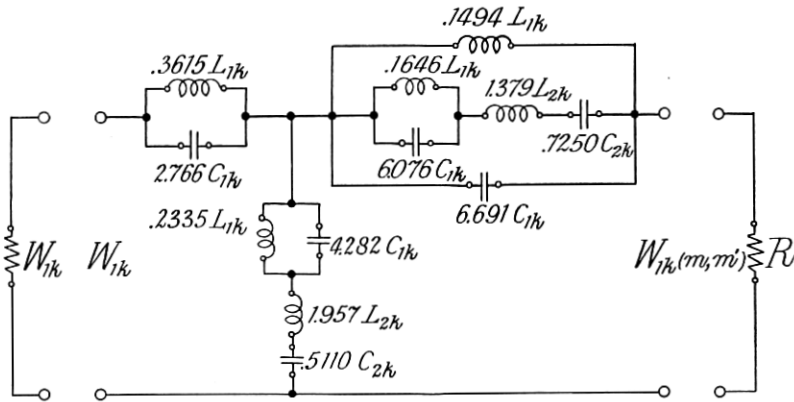 .1494 L1k
.3615 L1k
.1646 L1k
1.379 L2k
.7250 C2k
2.766 C1k
6.076 C1k
6.691 C1k
.2335 L1k
4.282 C1k
W1k
W1k
W1k(m,m')
R
1.957 L2k
.5110 C2k